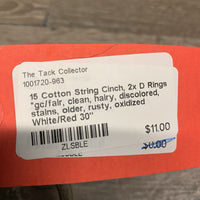 The Tack Collector
1001720-963
15 Cotton String Cinch, 2x D Rings
*gc/fair, clean, hairy, discolored,
stains, older, rusty, oxidized
White/Red 30"
$11.00
ZLSBLE